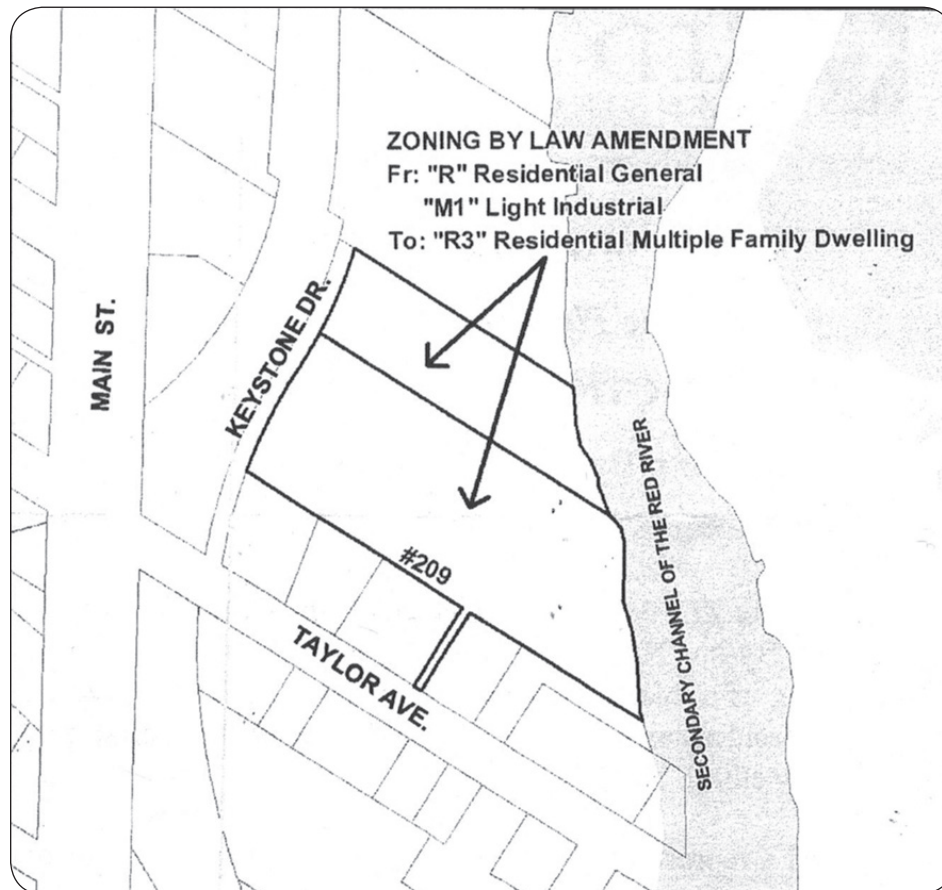 ZONING BY LAW AMENDMENT
Fr: "R" Residential General
"M1" Light Industrial
To: "R3" Residential Multiple Family Dwelling
KEYSTONE DR.
MAIN ST.
SECONDARY CHANNEL OF THE RED RIVER
#209
TAYLOR AVE.